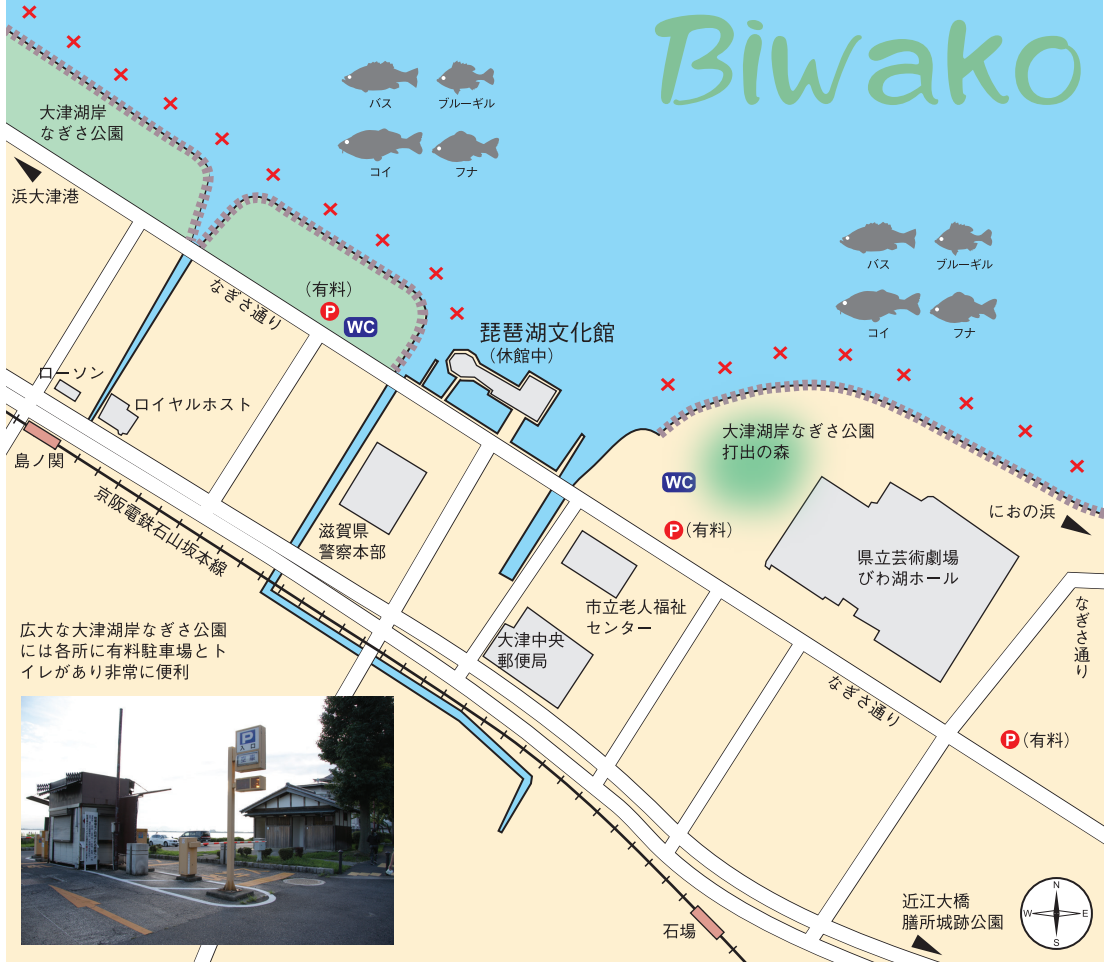 Biwako
大津湖岸
なぎさ公園
バス
ブルーギル
コイ
フナ
浜大津港
バス
ブルーギル
コイ
フナ
(有料)
P
WC
なぎさ通り
琵琶湖文化館
(休館中)
ローソン
ロイヤルホスト
島ノ関
京阪電鉄石山坂本線
滋賀県
警察本部
大津湖岸なぎさ公園
打出の森
WC
P(有料)
におの浜
県立芸術劇場
びわ湖ホール
市立老人福祉
センター
大津中央
郵便局
なぎさ通り
なぎさ通り
P(有料)
広大な大津湖岸なぎさ公園
には各所に有料駐車場とト
イレがあり非常に便利
P
入口
石場
近江大橋
膳所城跡公園
N
W
E
S